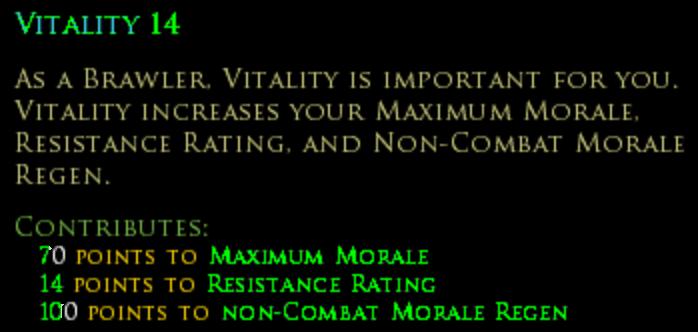 Vitality 14
As a Brawler, Vitality is important for you.
Vitality increases your Maximum Morale,
Resistance Rating, and Non-Combat Morale
Regen.
Contributes:
70 points to Maximum Morale
14 points to Resistance Rating
100 points to non-Combat Morale Regen